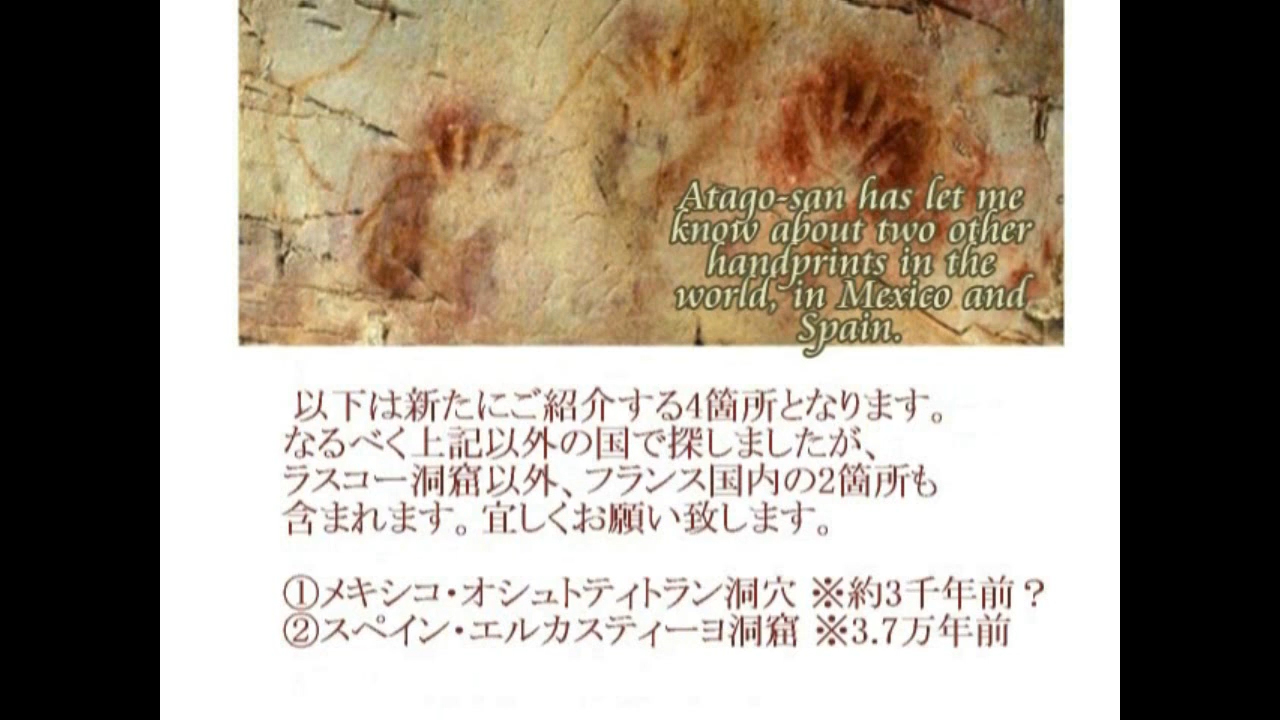 Atago-san has let me
know about two other
handprints in the
world, in Mexico and
Spain.
以下は新たにご紹介する4箇所となります。
なるべく上記以外の国で探しましたが、
ラスコー洞窟以外、フランス国内の2箇所も
含まれます。宜しくお願い致します。
①メキシコ・オシュトティトラン洞穴 ※約3千年前？
②スペイン・エルカスティーヨ洞窟 ※3.7万年前